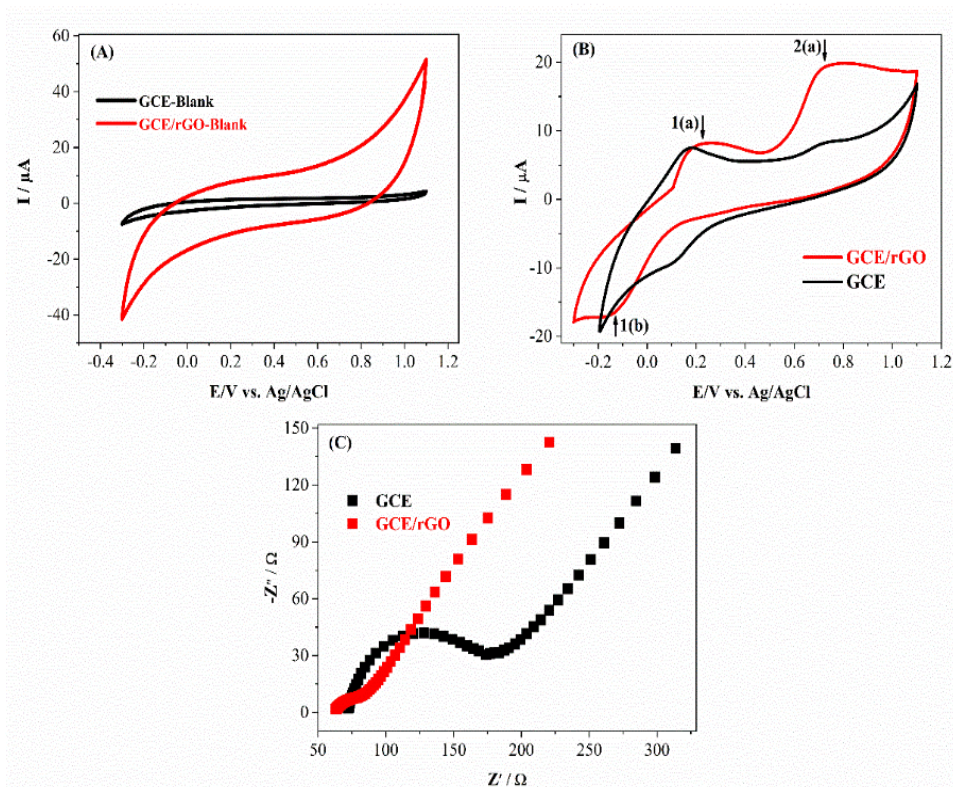 (A)
GCE-Blank
GCE/rGO-Blank
I / µA
60
40
20
0
-20
-40
-0.4 -0.2 0.0 0.2 0.4 0.6 0.8 1.0 1.2
E/V vs. Ag/AgCl
(B)
1(a)
2(a)
1(b)
GCE/rGO
GCE
I / µA
20
10
0
-10
-20
-0.2 0.0 0.2 0.4 0.6 0.8 1.0 1.2
E/V vs. Ag/AgCl
(C)
GCE
GCE/rGO
-Z'' / Ω
150
120
90
60
30
0
50 100 150 200 250 300
Z' / Ω